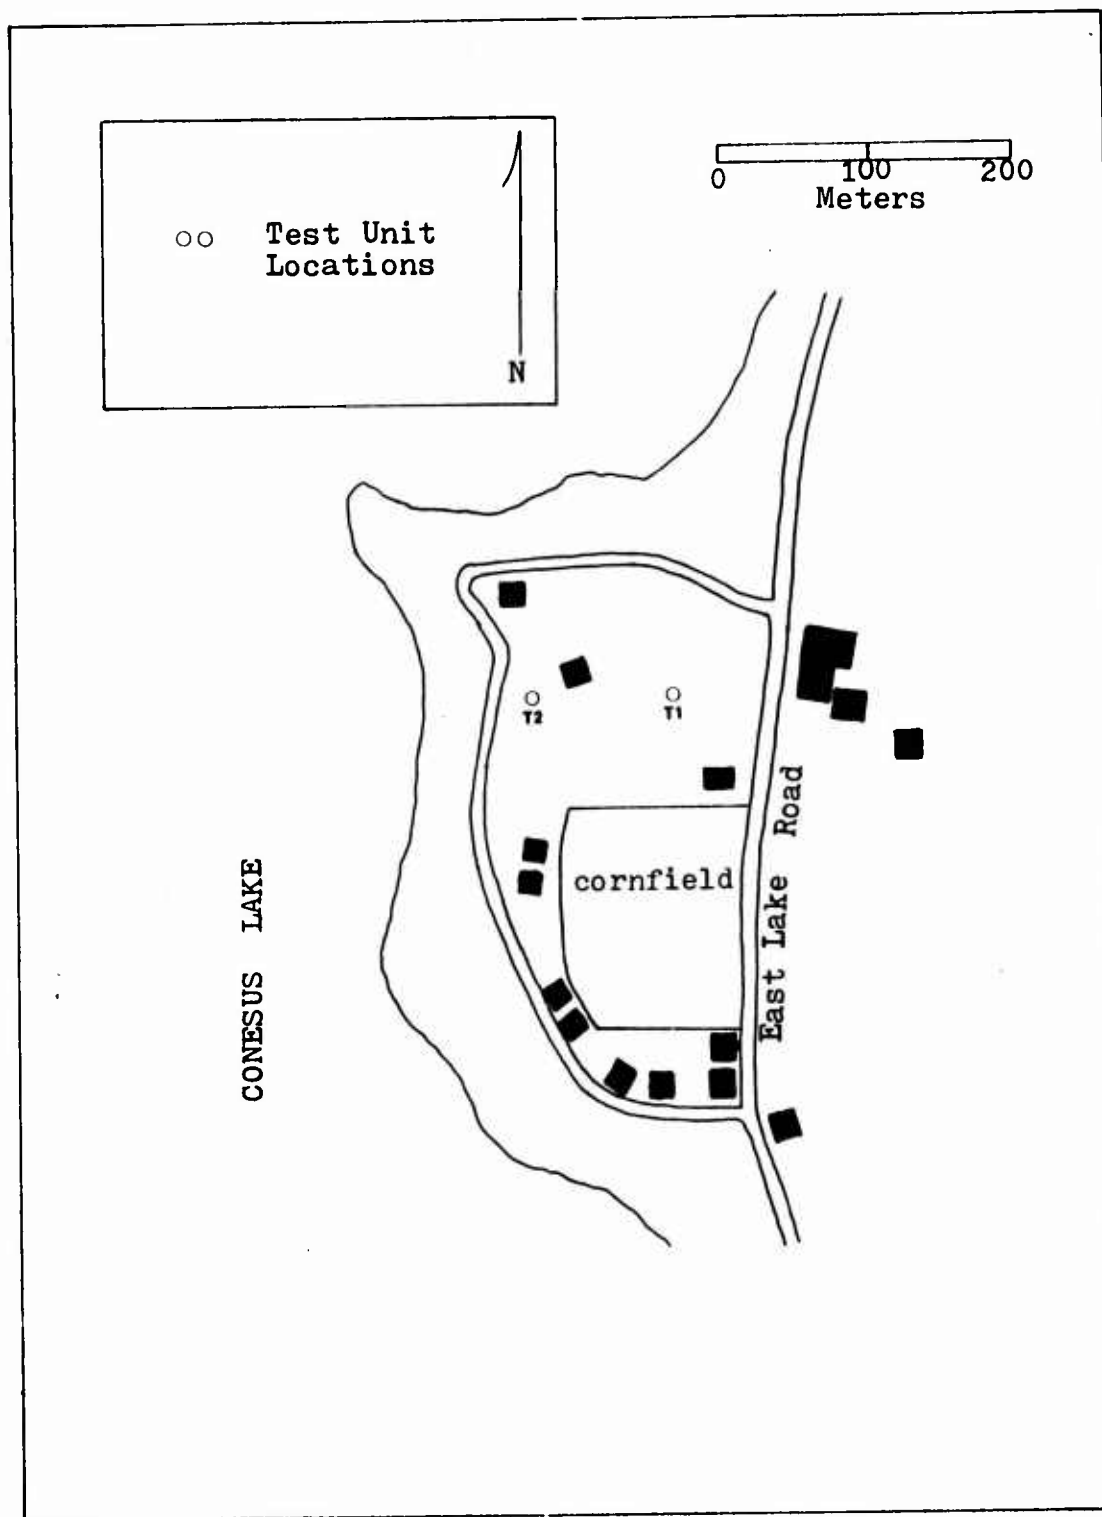 Test Unit
Locations
N
0 100 200
Meters
T2
T1
cornfield
East Lake Road
CONESUS LAKE